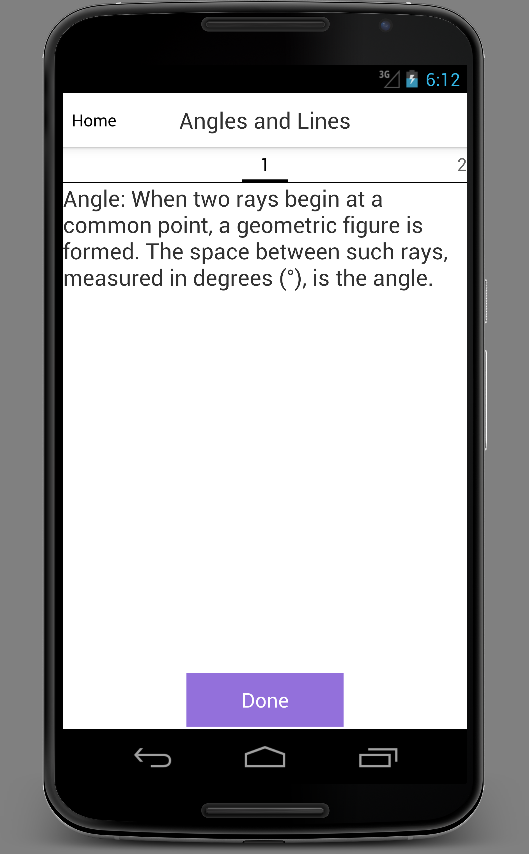 3G 6:12
Home Angles and Lines
1 2
Angle: When two rays begin at a
common point, a geometric figure is
formed. The space between such rays,
measured in degrees (°), is the angle.
Done